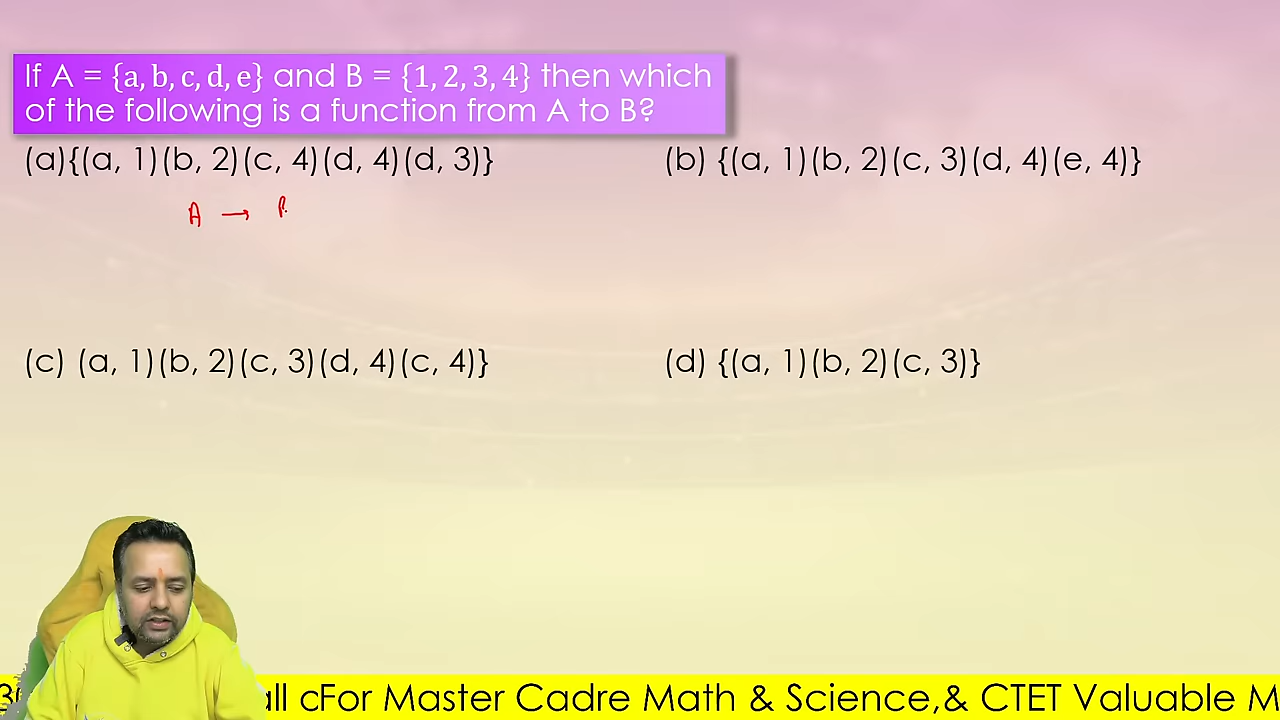 If A = {a, b, c, d, e} and B = {1, 2, 3, 4} then which
of the following is a function from A to B?
(a){(a, 1)(b, 2)(c, 4)(d, 4)(d, 3)}
(b) {(a, 1)(b, 2)(c, 3)(d, 4)(e, 4)}
A →
(c) (a, 1)(b, 2)(c, 3)(d, 4)(c, 4)}
(d) {(a, 1)(b, 2)(c, 3)}
all cFor Master Cadre Math & Science,& CTET Valuable M